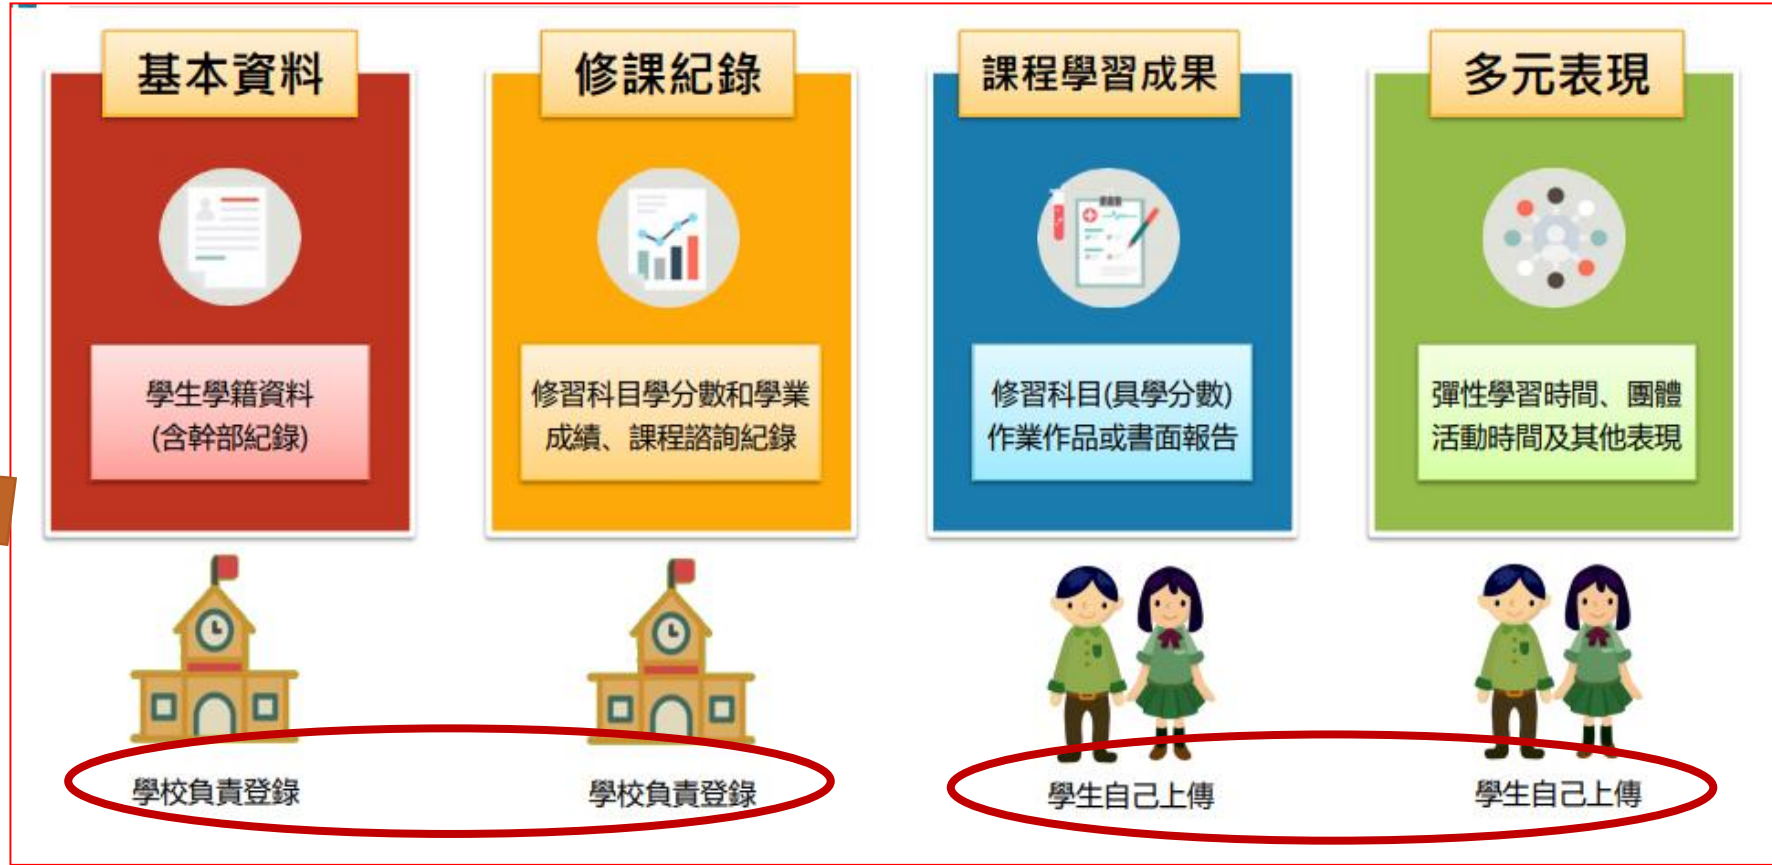 基本資料
修課紀錄
課程學習成果
多元表現
學生學籍資料
(含幹部紀錄)
修習科目學分數和學業
成績、課程諮詢紀錄
修習科目(具學分數)
作業作品或書面報告
彈性學習時間、團體
活動時間及其他表現
學校負責登錄
學校負責登錄
學生自己上傳
學生自己上傳